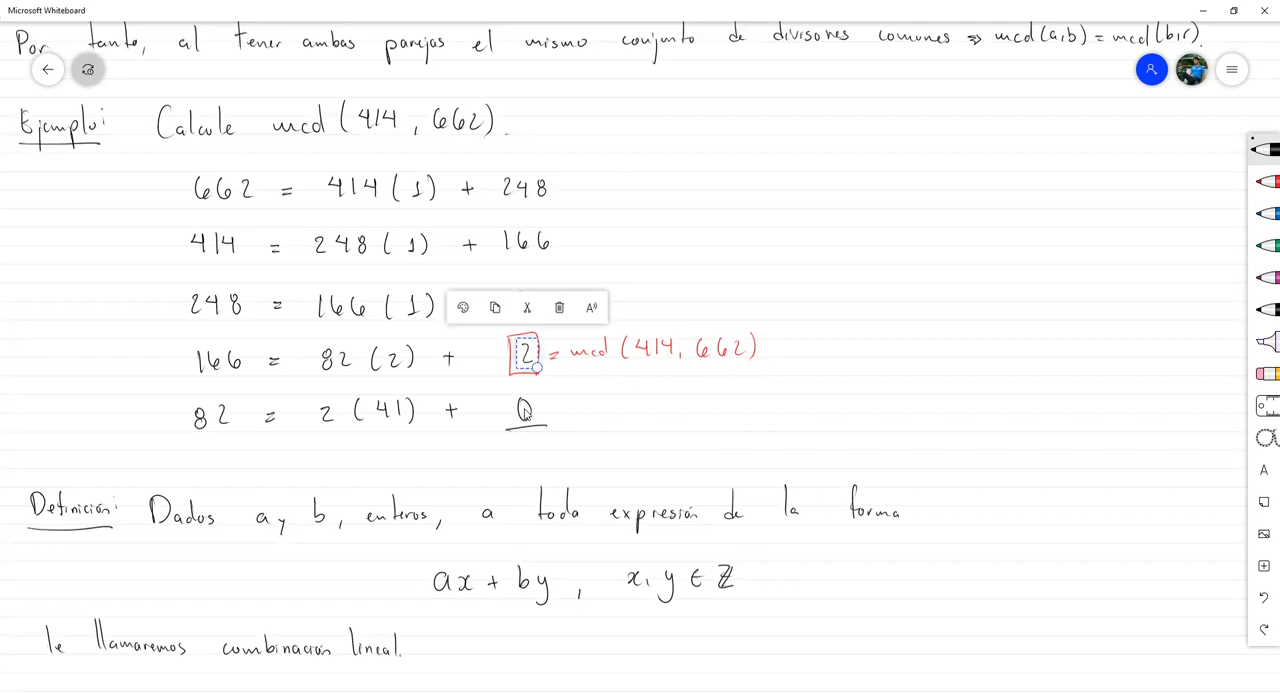 Microsoft Whiteboard
Por tanto, al tener ambas parejas el mismo conjunto de divisores comunes ⇒ mcd(a,b) = mcd(b,r).
Ejemplo: Calcule mcd (414, 662).
662 = 414 (1) + 248
414 = 248 (1) + 166
248 = 166 (1)
166 = 82 (2) + 2 = mcd (414, 662)
82 = 2 (41) + 0
Definición: Dados a y b, enteros, a toda expresión de la forma
ax + by, x, y ∈ ℤ
le llamaremos combinación lineal.